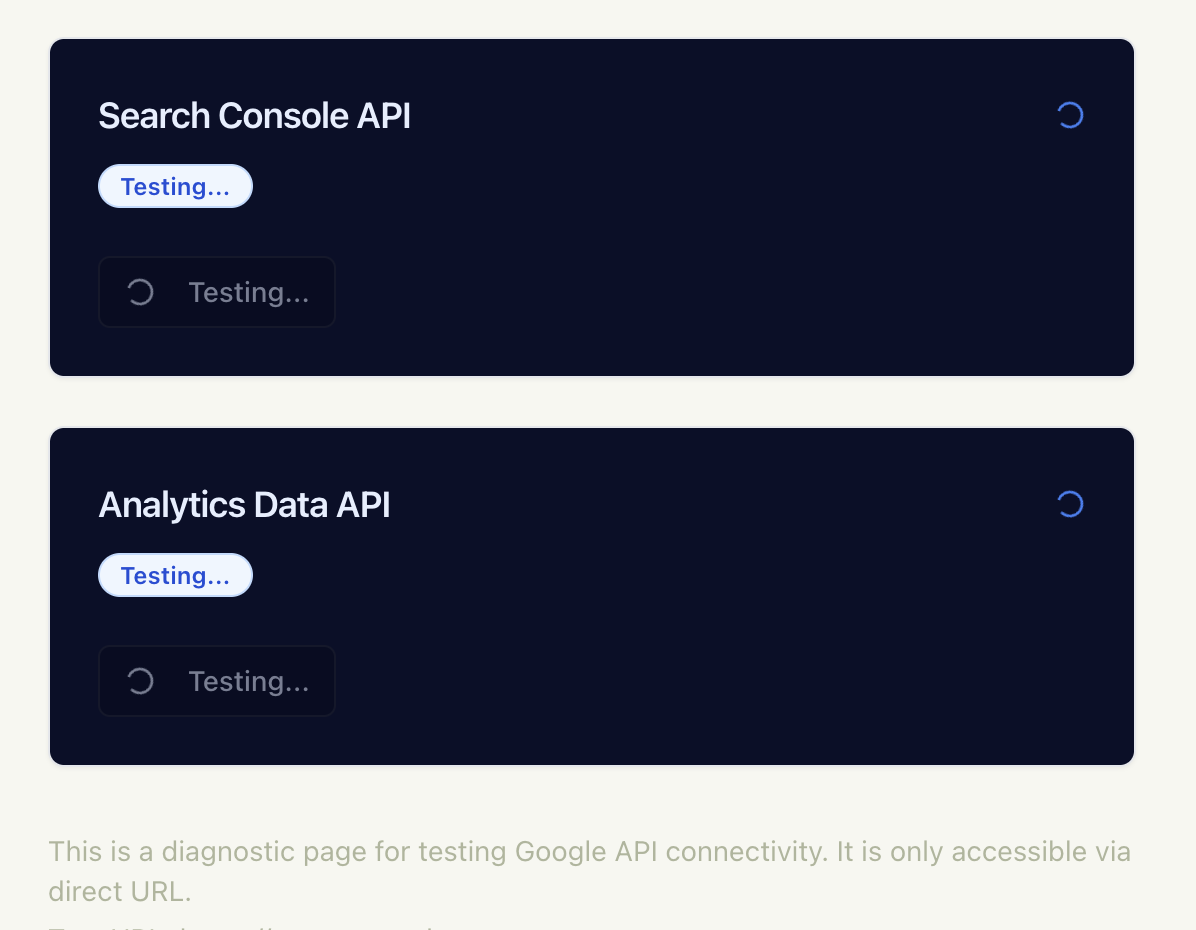 Search Console API
Testing...
Testing...
Analytics Data API
Testing...
Testing...
This is a diagnostic page for testing Google API connectivity. It is only accessible via
direct URL.